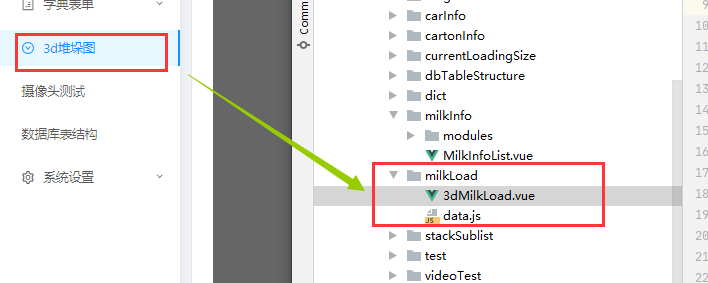 字典表单
3d堆垛图
摄像头测试
数据库表结构
系统设置
Comm
carInfo
cartonInfo
currentLoadingSize
dbTableStructure
dict
milkInfo
modules
MilkInfoList.vue
milkLoad
3dMilkLoad.vue
JS
data.js
stackSublist
test
videoTest
9
10
11
12
13
14
15
16
17
18
19
20
21
22